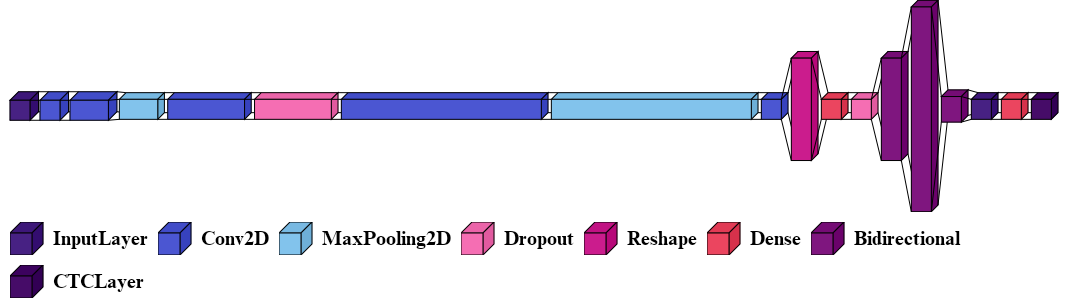 InputLayer Conv2D MaxPooling2D Dropout Reshape Dense Bidirectional
CTCLayer